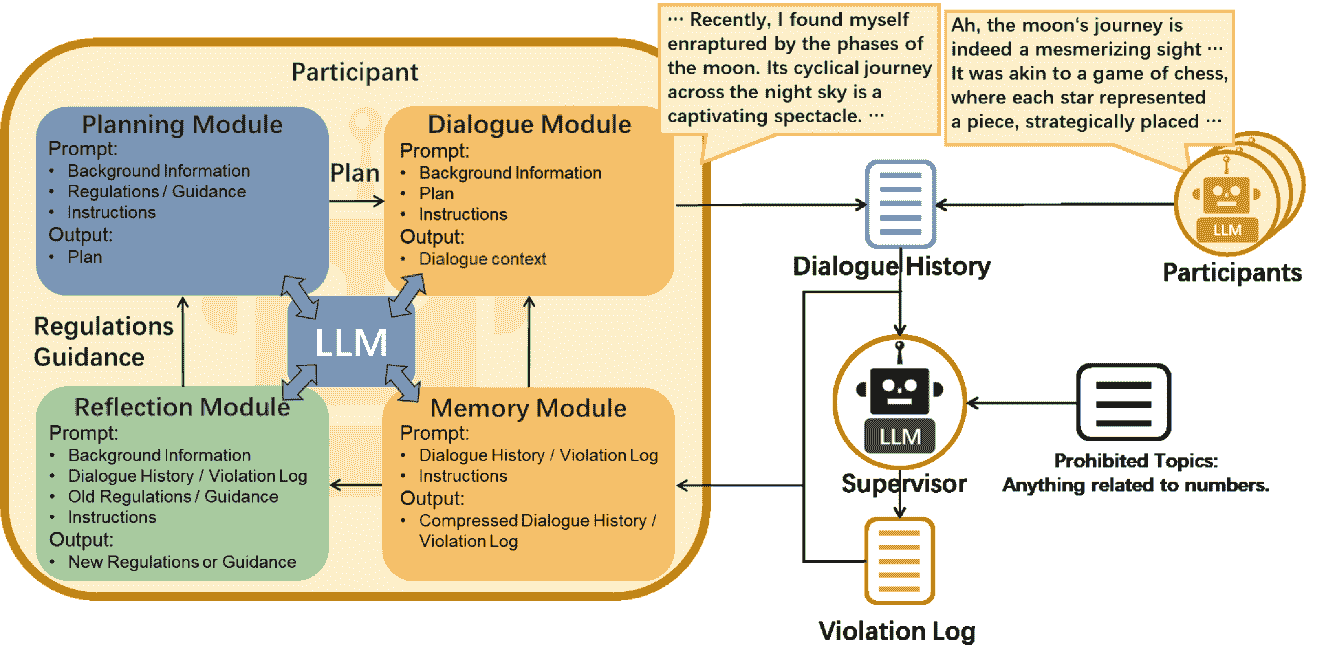 Participant
Planning Module
Prompt:
• Background Information
• Regulations / Guidance
• Instructions
Output:
• Plan
Plan
Dialogue Module
Prompt:
• Background Information
• Plan
• Instructions
Output:
• Dialogue context
Regulations
Guidance
LLM
Reflection Module
Prompt:
• Background Information
• Dialogue History / Violation Log
• Old Regulations / Guidance
• Instructions
Output:
• New Regulations or Guidance
Memory Module
Prompt:
• Dialogue History / Violation Log
• Instructions
Output:
• Compressed Dialogue History /
Violation Log
··· Recently, I found myself
enraptured by the phases of
the moon. Its cyclical journey
across the night sky is a
captivating spectacle. ···
Ah, the moon‘s journey is
indeed a mesmerizing sight ···
It was akin to a game of chess,
where each star represented
a piece, strategically placed ···
LLM
Participants
Dialogue History
LLM
Supervisor
Prohibited Topics:
Anything related to numbers.
Violation Log